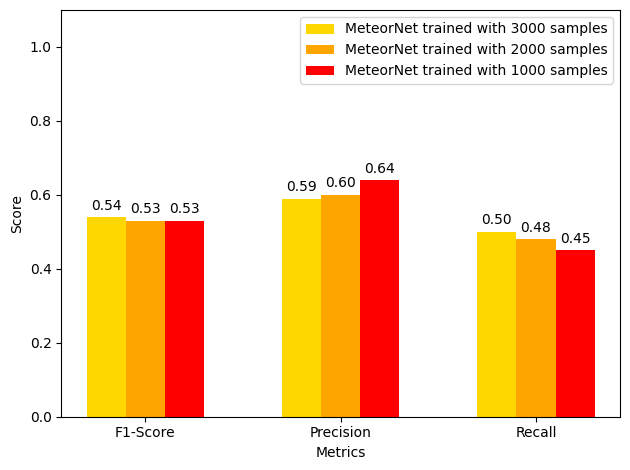 MeteorNet trained with 3000 samples
MeteorNet trained with 2000 samples
MeteorNet trained with 1000 samples
1.0
0.8
0.6
0.4
0.2
0.0
Score
0.54 0.53 0.53
0.59 0.60 0.64
0.50 0.48 0.45
F1-Score Precision Recall
Metrics